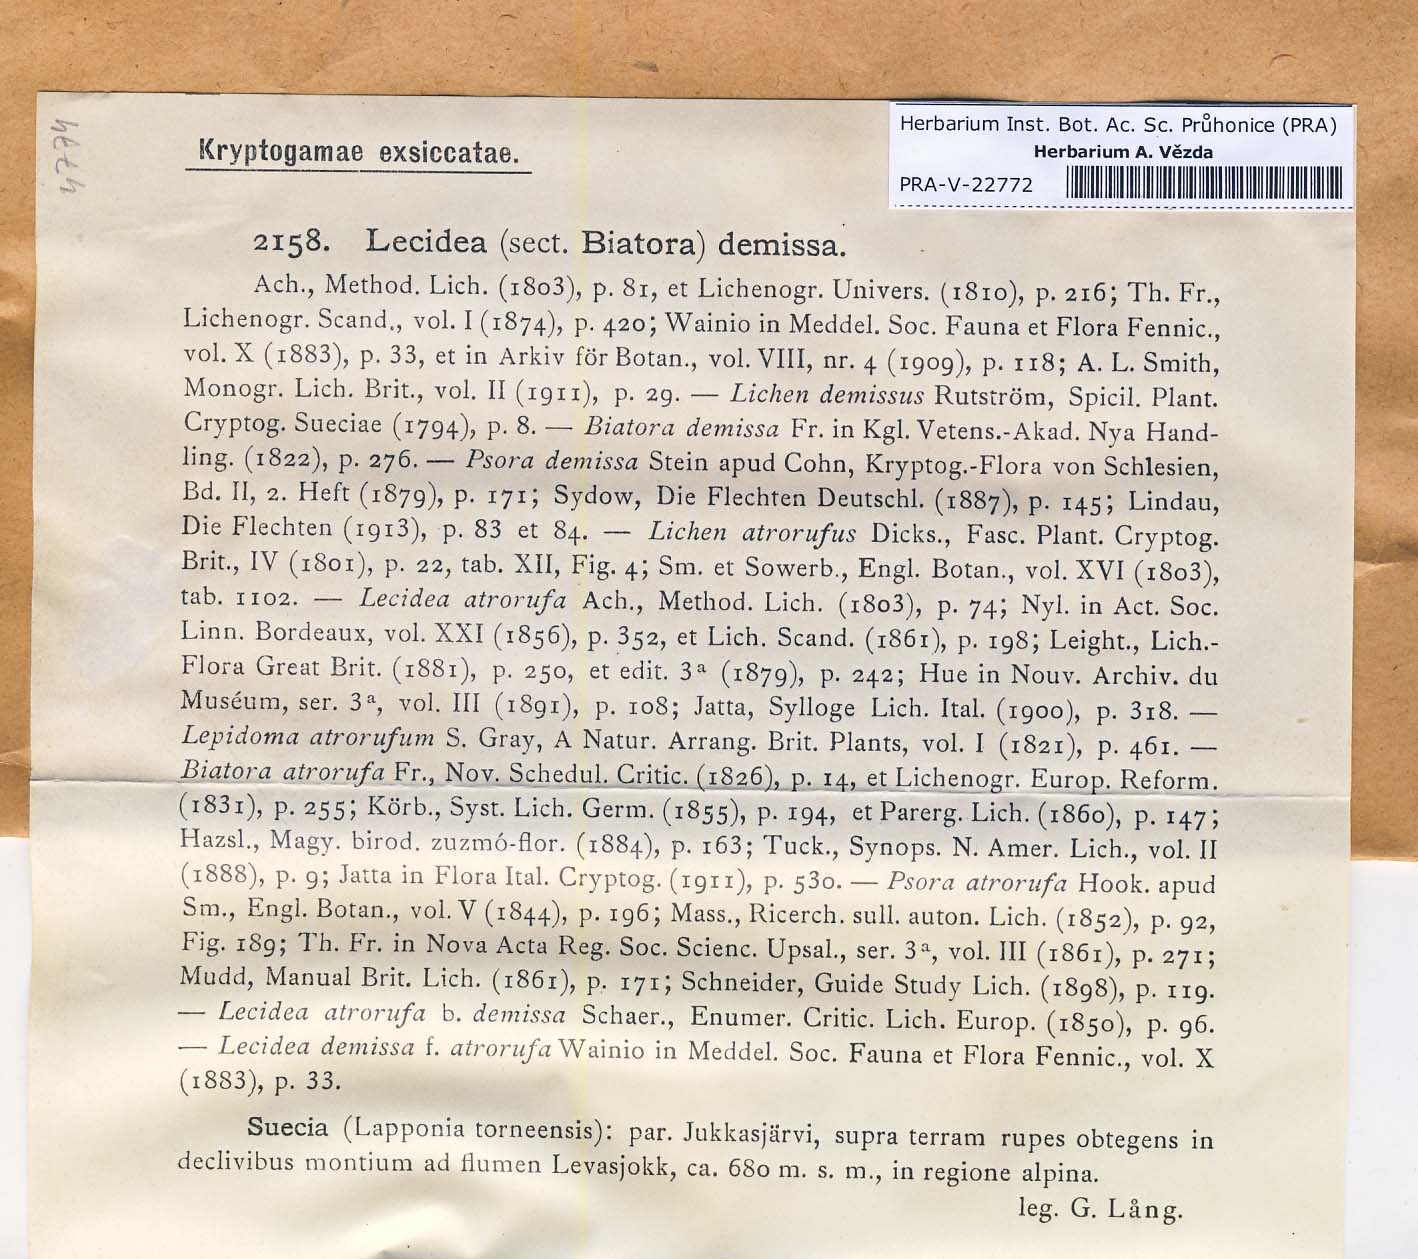 4774
Herbarium Inst. Bot. Ac. Sc. Průhonice (PRA)
Herbarium A. Vězda
PRA-V-22772
Kryptogamae exsiccatae.
2158. Lecidea (sect. Biatora) demissa.
Ach., Method. Lich. (1803), p. 81, et Lichenogr. Univers. (1810), p. 216; Th. Fr.,
Lichenogr. Scand., vol. I (1874), p. 420; Wainio in Meddel. Soc. Fauna et Flora Fennic.,
vol. X (1883), p. 33, et in Arkiv för Botan., vol. VIII, nr. 4 (1909), p. 118; A. L. Smith,
Monogr. Lich. Brit., vol. II (1911), p. 29. — Lichen demissus Rutström, Spicil. Plant.
Cryptog. Sueciae (1794), p. 8. — Biatora demissa Fr. in Kgl. Vetens.-Akad. Nya Hand-
ling. (1822), p. 276. — Psora demissa Stein apud Cohn, Kryptog.-Flora von Schlesien,
Bd. II, 2. Heft (1879), p. 171; Sydow, Die Flechten Deutschl. (1887), p. 145; Lindau,
Die Flechten (1913), p. 83 et 84. — Lichen atrorufus Dicks., Fasc. Plant. Cryptog.
Brit., IV (1801), p. 22, tab. XII, Fig. 4; Sm. et Sowerb., Engl. Botan., vol. XVI (1803),
tab. 1102. — Lecidea atrorufa Ach., Method. Lich. (1803), p. 74; Nyl. in Act. Soc.
Linn. Bordeaux, vol. XXI (1856), p. 352, et Lich. Scand. (1861), p. 198; Leight., Lich.-
Flora Great Brit. (1881), p. 250, et edit. 3ª (1879), p. 242; Hue in Nouv. Archiv. du
Muséum, ser. 3ª, vol. III (1891), p. 108; Jatta, Sylloge Lich. Ital. (1900), p. 318. —
Lepidoma atrorufum S. Gray, A Natur. Arrang. Brit. Plants, vol. I (1821), p. 461. —
Biatora atrorufa Fr., Nov. Schedul. Critic. (1826), p. 14, et Lichenogr. Europ. Reform.
(1831), p. 255; Körb., Syst. Lich. Germ. (1855), p. 194, et Parerg. Lich. (1860), p. 147;
Hazsl., Magy. birod. zuzmó-flor. (1884), p. 163; Tuck., Synops. N. Amer. Lich., vol. II
(1888), p. 9; Jatta in Flora Ital. Cryptog. (1911), p. 530. — Psora atrorufa Hook. apud
Sm., Engl. Botan., vol. V (1844), p. 196; Mass., Ricerch. sull. auton. Lich. (1852), p. 92,
Fig. 189; Th. Fr. in Nova Acta Reg. Soc. Scienc. Upsal., ser. 3ª, vol. III (1861), p. 271;
Mudd, Manual Brit. Lich. (1861), p. 171; Schneider, Guide Study Lich. (1898), p. 119.
— Lecidea atrorufa b. demissa Schaer., Enumer. Critic. Lich. Europ. (1850), p. 96.
— Lecidea demissa f. atrorufa Wainio in Meddel. Soc. Fauna et Flora Fennic., vol. X
(1883), p. 33.
Suecia (Lapponia torneensis): par. Jukkasjärvi, supra terram rupes obtegens in
declivibus montium ad flumen Levasjokk, ca. 680 m. s. m., in regione alpina.
leg. G. Lång.